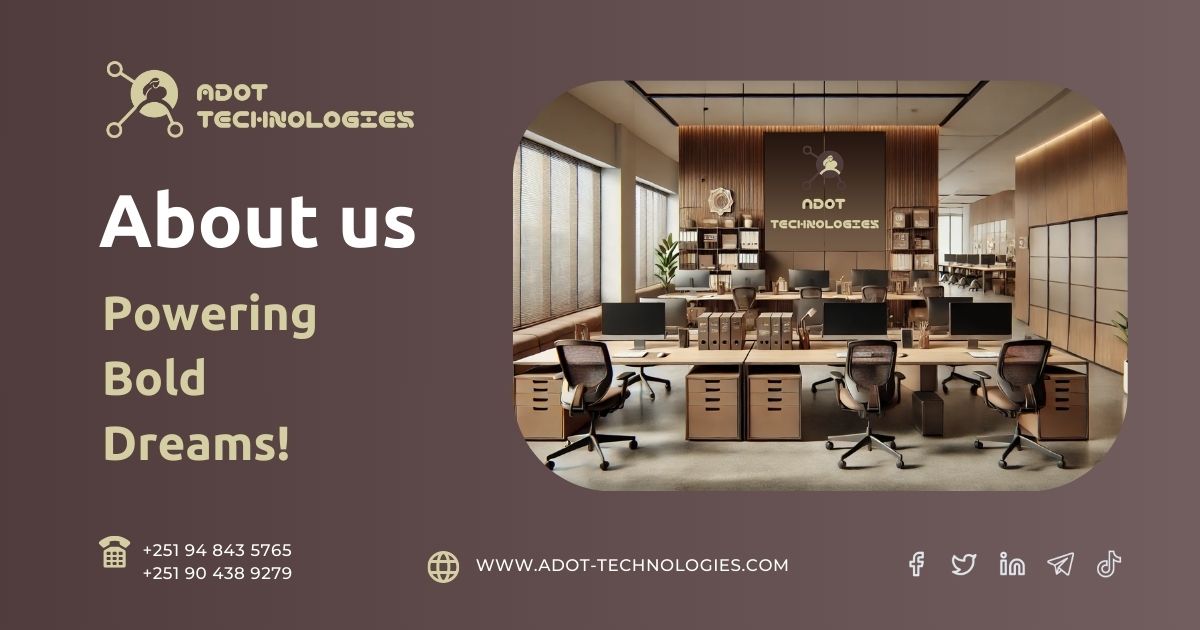 ADOT
TECHNOLOGIES
About us
Powering
Bold
Dreams!
ADOT
TECHNOLOGIES
+251 94 843 5765
+251 90 438 9279
WWW.ADOT-TECHNOLOGIES.COM